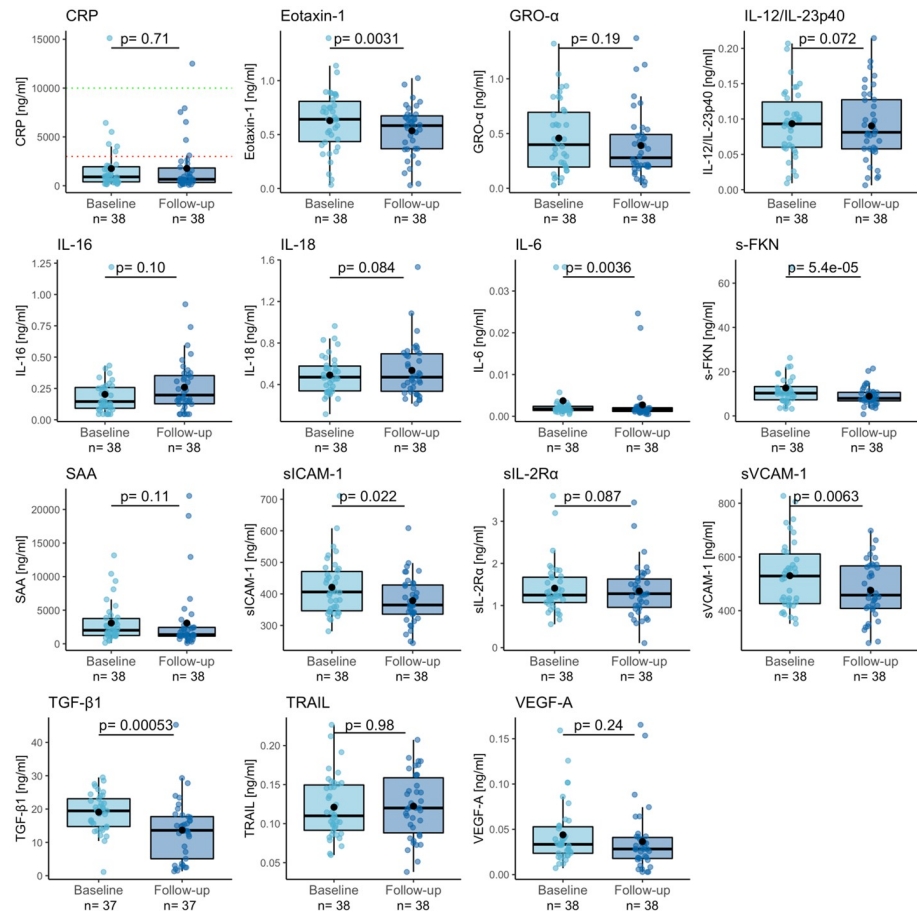 CRP
p= 0.71
CRP [ng/ml]
15000
10000
5000
0
Baseline Follow-up
n= 38 n= 38
Eotaxin-1
p= 0.0031
Eotaxin-1 [ng/ml]
1.0
0.5
0.0
Baseline Follow-up
n= 38 n= 38
GRO-α
p= 0.19
GRO-α [ng/ml]
1.0
0.5
0.0
Baseline Follow-up
n= 38 n= 38
IL-12/IL-23p40
p= 0.072
IL-12/IL-23p40 [ng/ml]
0.20
0.15
0.10
0.05
0.00
Baseline Follow-up
n= 38 n= 38
IL-16
p= 0.10
IL-16 [ng/ml]
1.25
1.00
0.75
0.50
0.25
0.00
Baseline Follow-up
n= 38 n= 38
IL-18
p= 0.084
IL-18 [ng/ml]
1.6
1.2
0.8
0.4
Baseline Follow-up
n= 38 n= 38
IL-6
p= 0.0036
IL-6 [ng/ml]
0.03
0.02
0.01
0.00
Baseline Follow-up
n= 38 n= 38
s-FKN
p= 5.4e-05
s-FKN [ng/ml]
60
40
20
0
Baseline Follow-up
n= 38 n= 38
SAA
p= 0.11
SAA [ng/ml]
20000
15000
10000
5000
0
Baseline Follow-up
n= 38 n= 38
sICAM-1
p= 0.022
sICAM-1 [ng/ml]
700
600
500
400
300
Baseline Follow-up
n= 38 n= 38
sIL-2Rα
p= 0.087
sIL-2Rα [ng/ml]
3
2
1
0
Baseline Follow-up
n= 38 n= 38
sVCAM-1
p= 0.0063
sVCAM-1 [ng/ml]
800
600
400
Baseline Follow-up
n= 38 n= 38
TGF-β1
p= 0.00053
TGF-β1 [ng/ml]
40
30
20
10
0
Baseline Follow-up
n= 37 n= 37
TRAIL
p= 0.98
TRAIL [ng/ml]
0.20
0.15
0.10
0.05
Baseline Follow-up
n= 38 n= 38
VEGF-A
p= 0.24
VEGF-A [ng/ml]
0.15
0.10
0.05
0.00
Baseline Follow-up
n= 38 n= 38